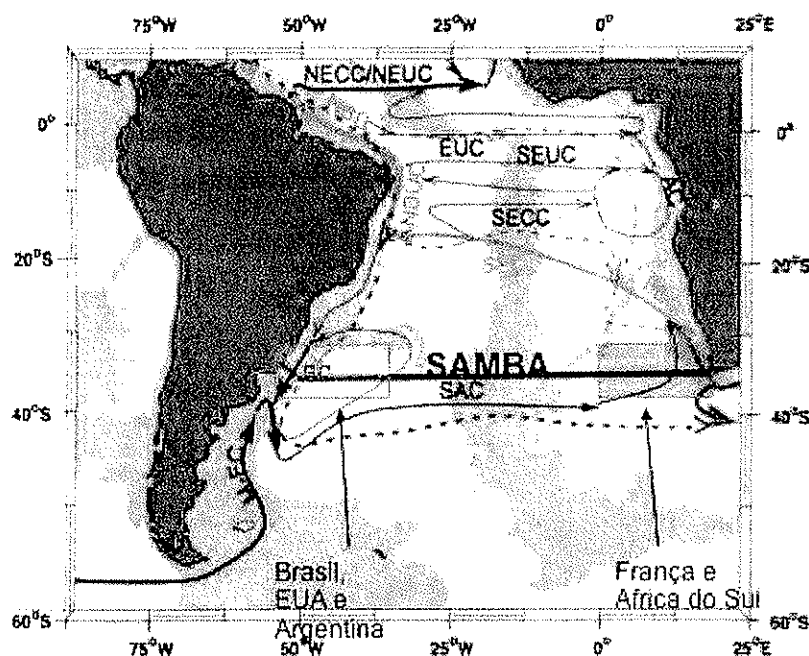 75°W 50°W 25°W 0° 25°E
NECC/NEUC
0° 0°
EUC SEUC
SECC
20°S 20°S
SAMBA
SAC
40°S 40°S
Brasil,
EUA e
Argentina
França e
Africa do Sul
60°S 60°S
75°W 50°W 25°W 0° 25°E